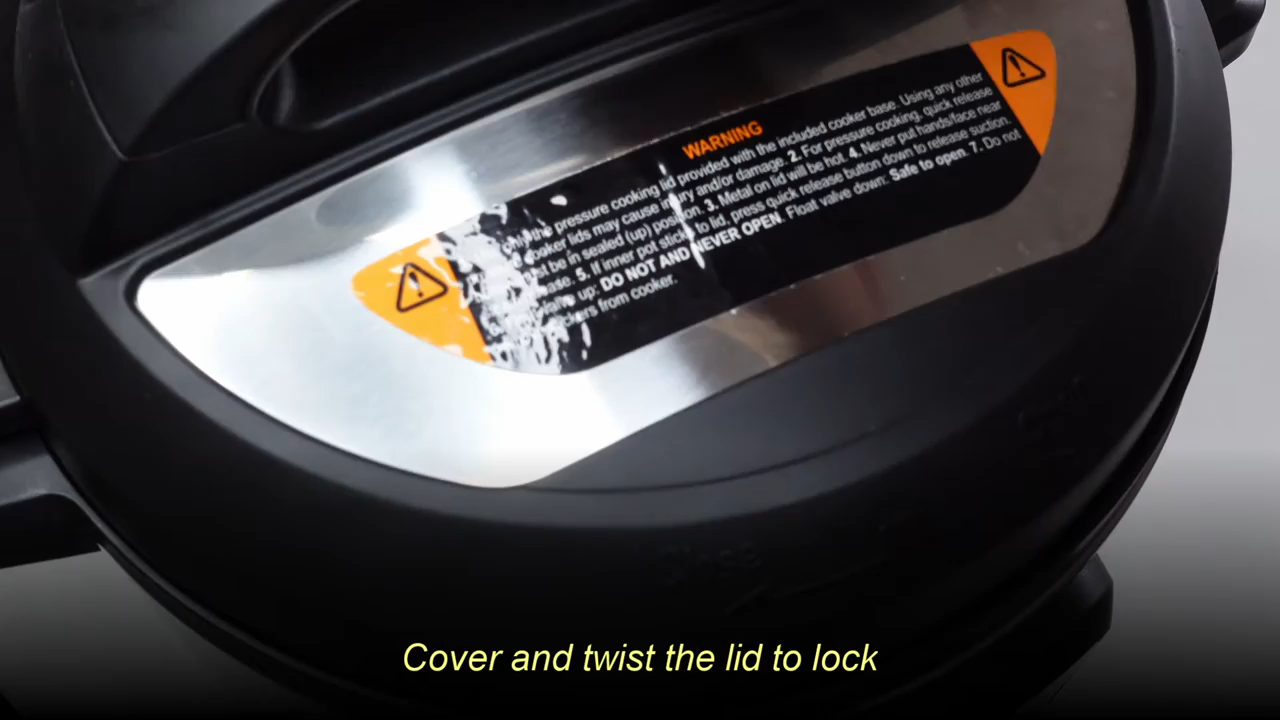 WARNING
the pressure cooking lid provided with the included cooker base. Using any other
cooker lids may cause injury and/or damage. 2. For pressure cooking, quick release
must be in sealed (up) position. 3. Metal on lid will be hot. 4. Never put hands/face near
5. If inner pot sticks to lid, press quick release button down to release suction.
up: DO NOT AND NEVER OPEN. Float valve down: Safe to open. 7. Do not
from cooker.
Close
Cover and twist the lid to lock